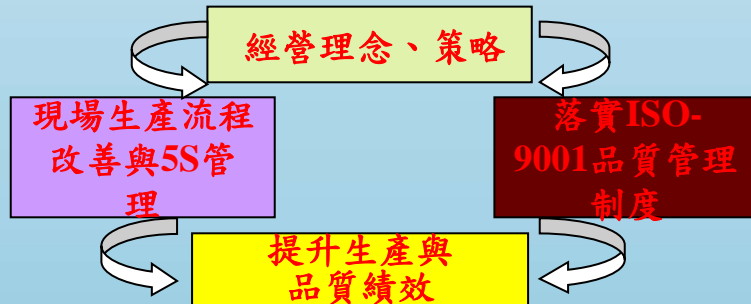 經營理念、策略
現場生產流程
改善與5S管
理
落實ISO-
9001品質管理
制度
提升生產與
品質績效